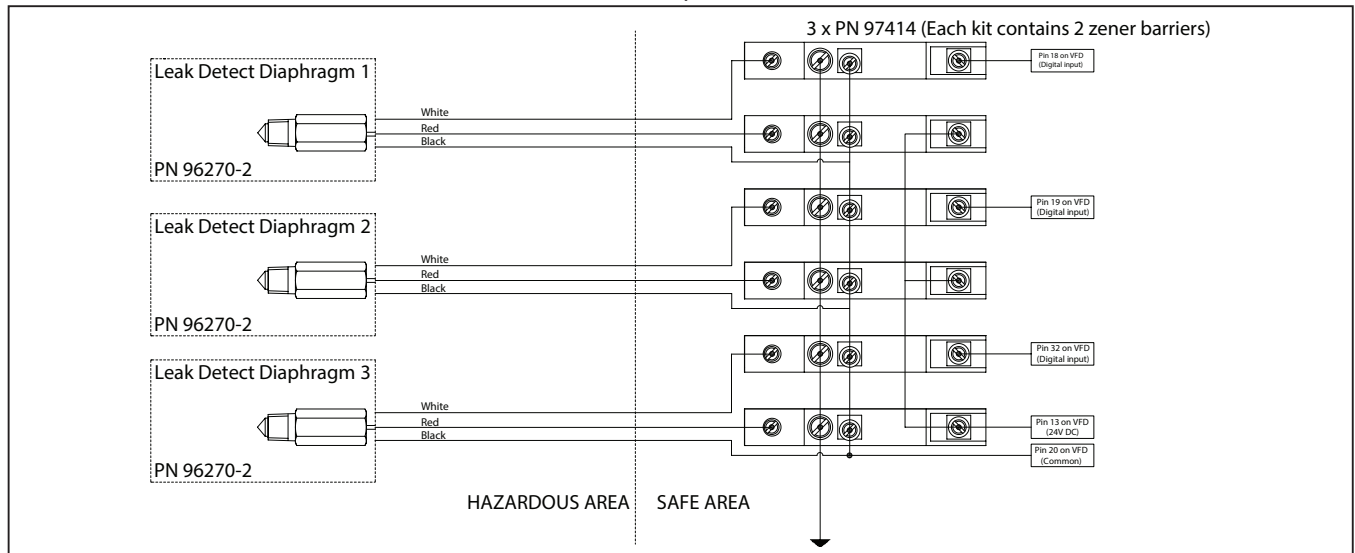 3 x PN 97414 (Each kit contains 2 zener barriers)
Pin 18 on VFD
(Digital input)
Leak Detect Diaphragm 1
White
Red
Black
PN 96270-2
Pin 19 on VFD
(Digital input)
Leak Detect Diaphragm 2
White
Red
Black
PN 96270-2
Pin 32 on VFD
(Digital input)
Leak Detect Diaphragm 3
White
Red
Black
PN 96270-2
Pin 13 on VFD
(24V DC)
Pin 20 on VFD
(Common)
HAZARDOUS AREA
SAFE AREA